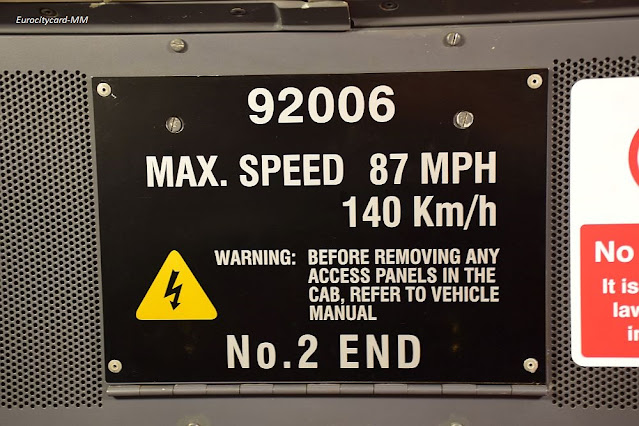 Eurocitycard-MM
92006
MAX. SPEED 87 MPH
140 Km/h
WARNING: BEFORE REMOVING ANY
ACCESS PANELS IN THE
CAB, REFER TO VEHICLE
MANUAL
No.2 END
No
It is
law
in